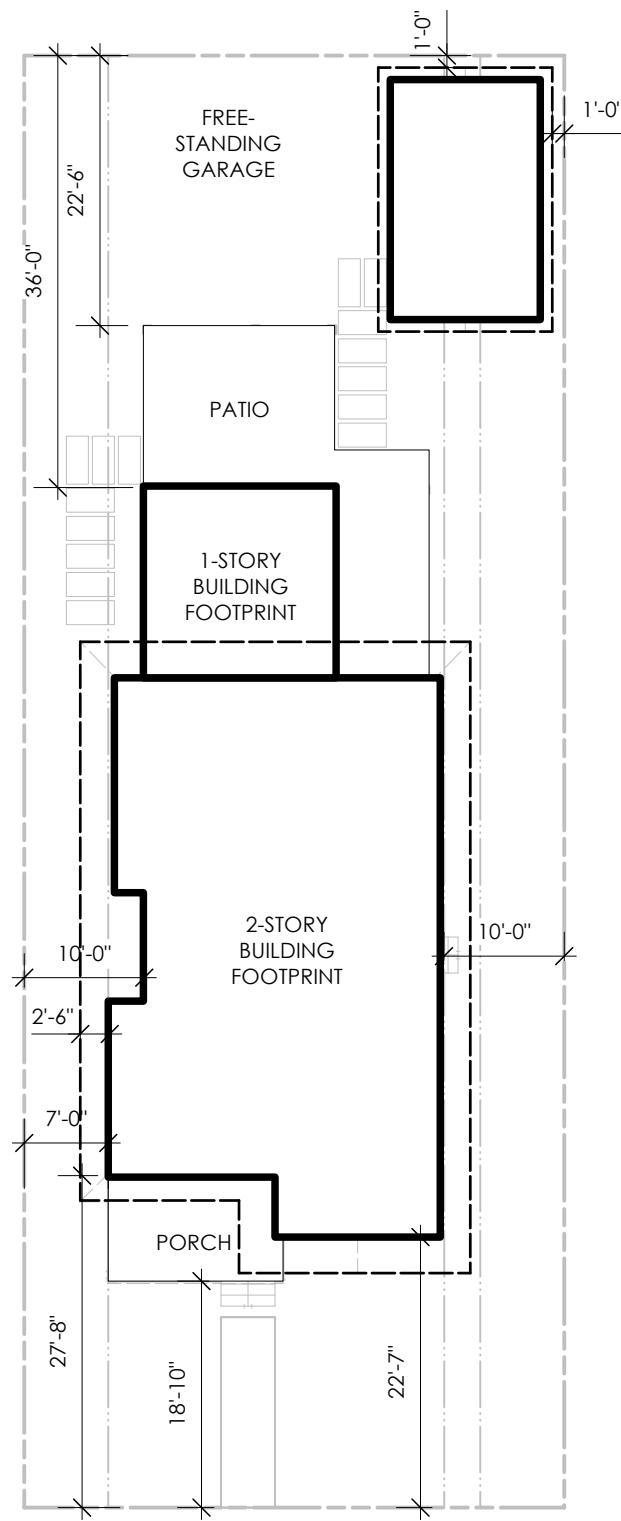 1'-0"
FREE-
STANDING
GARAGE
1'-0"
22'-6"
36'-0"
PATIO
1-STORY
BUILDING
FOOTPRINT
2-STORY
BUILDING
FOOTPRINT
10'-0"
10'-0"
2'-6"
7'-0"
PORCH
27'-8"
18'-10"
22'-7"